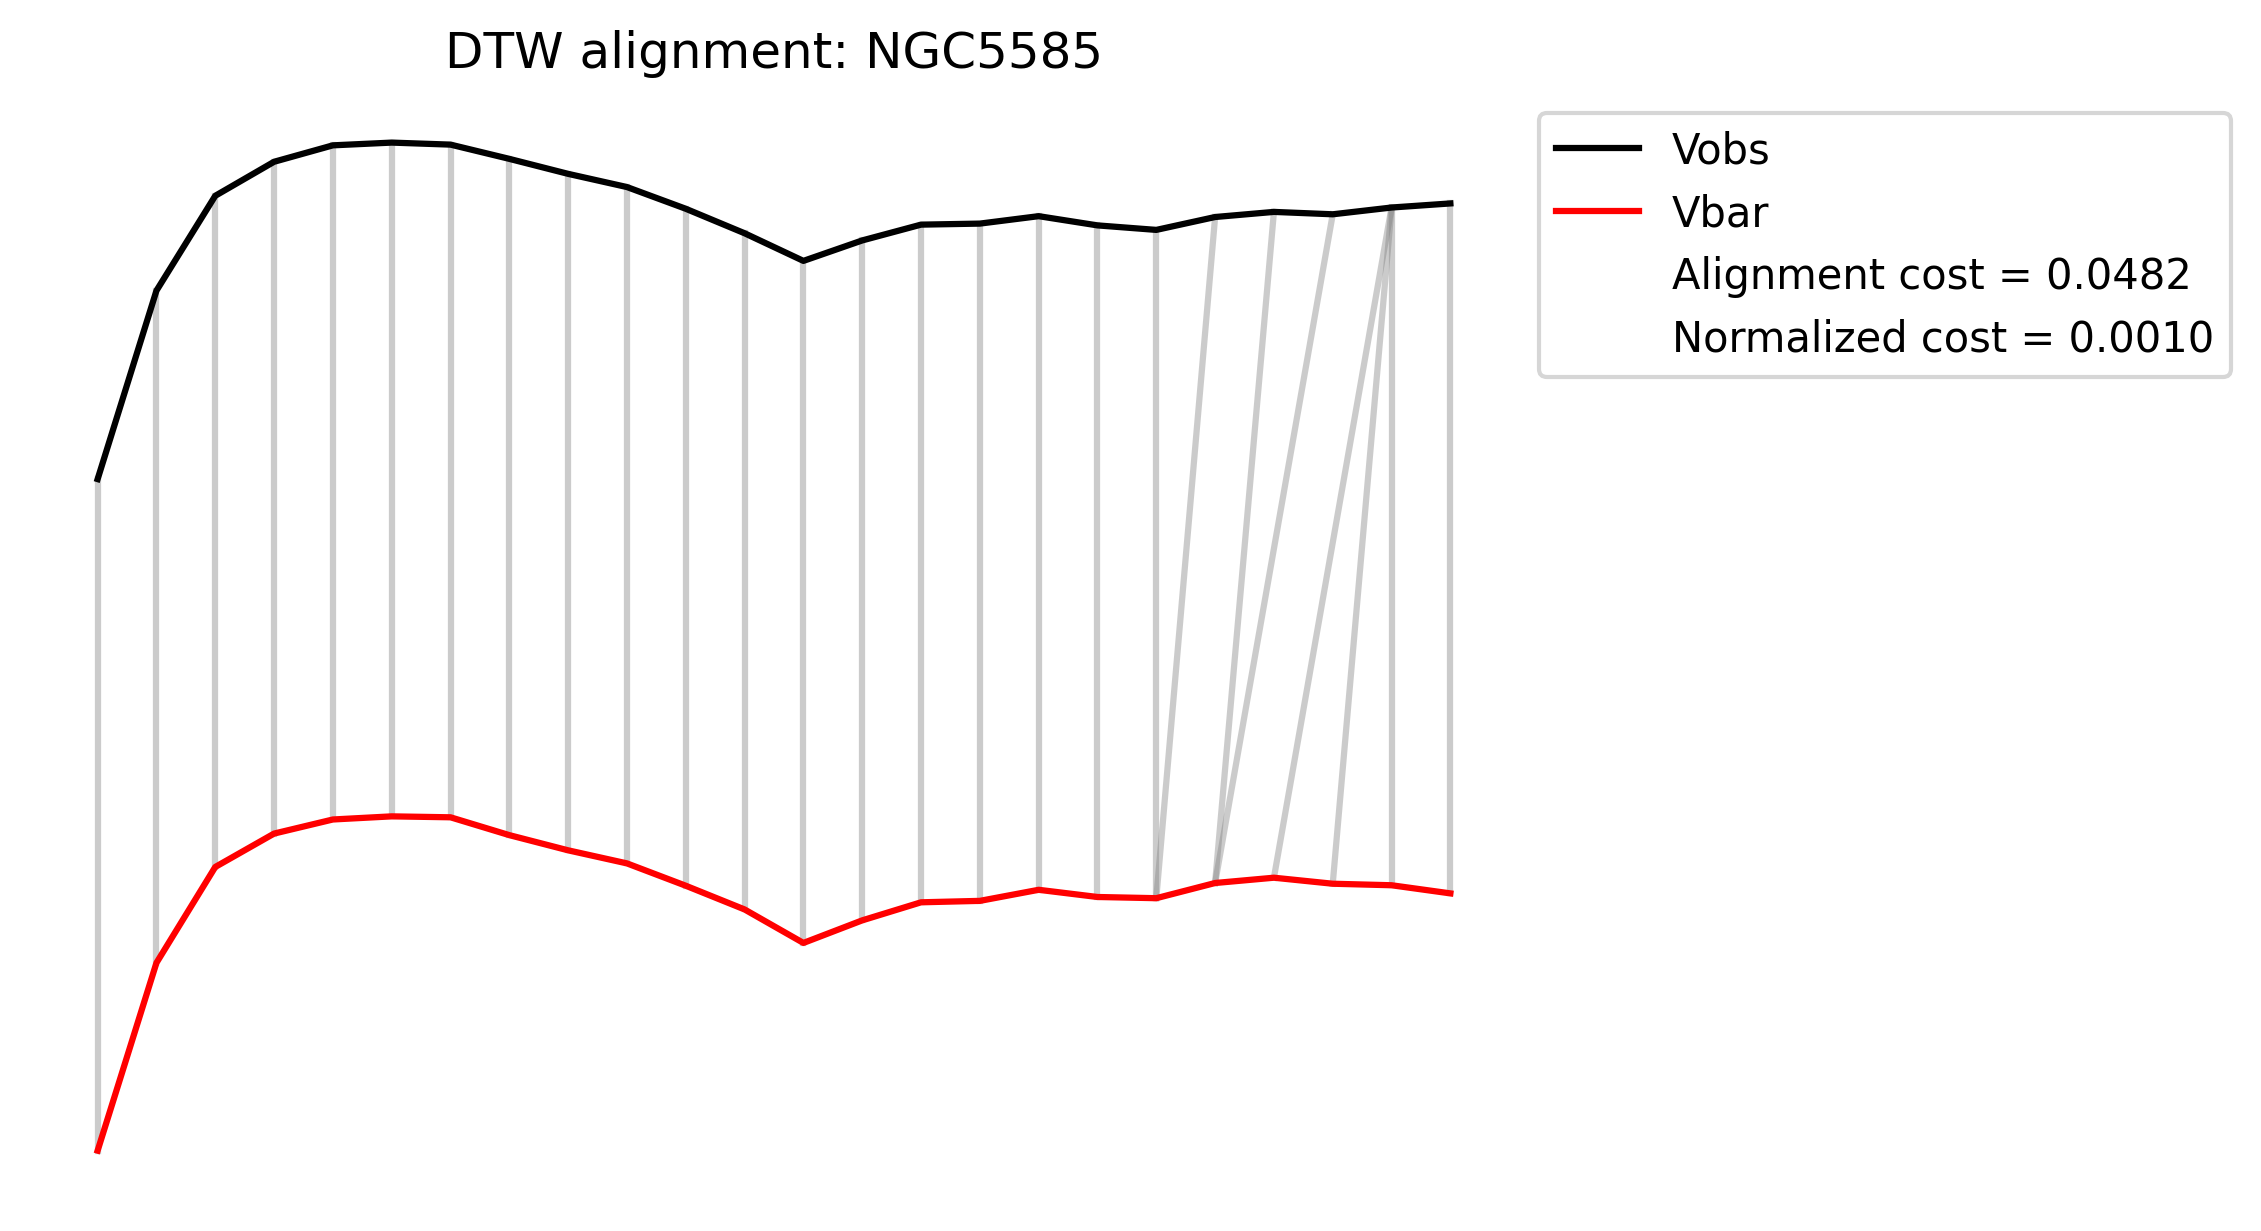 DTW alignment: NGC5585
Vobs
Vbar
Alignment cost = 0.0482
Normalized cost = 0.0010